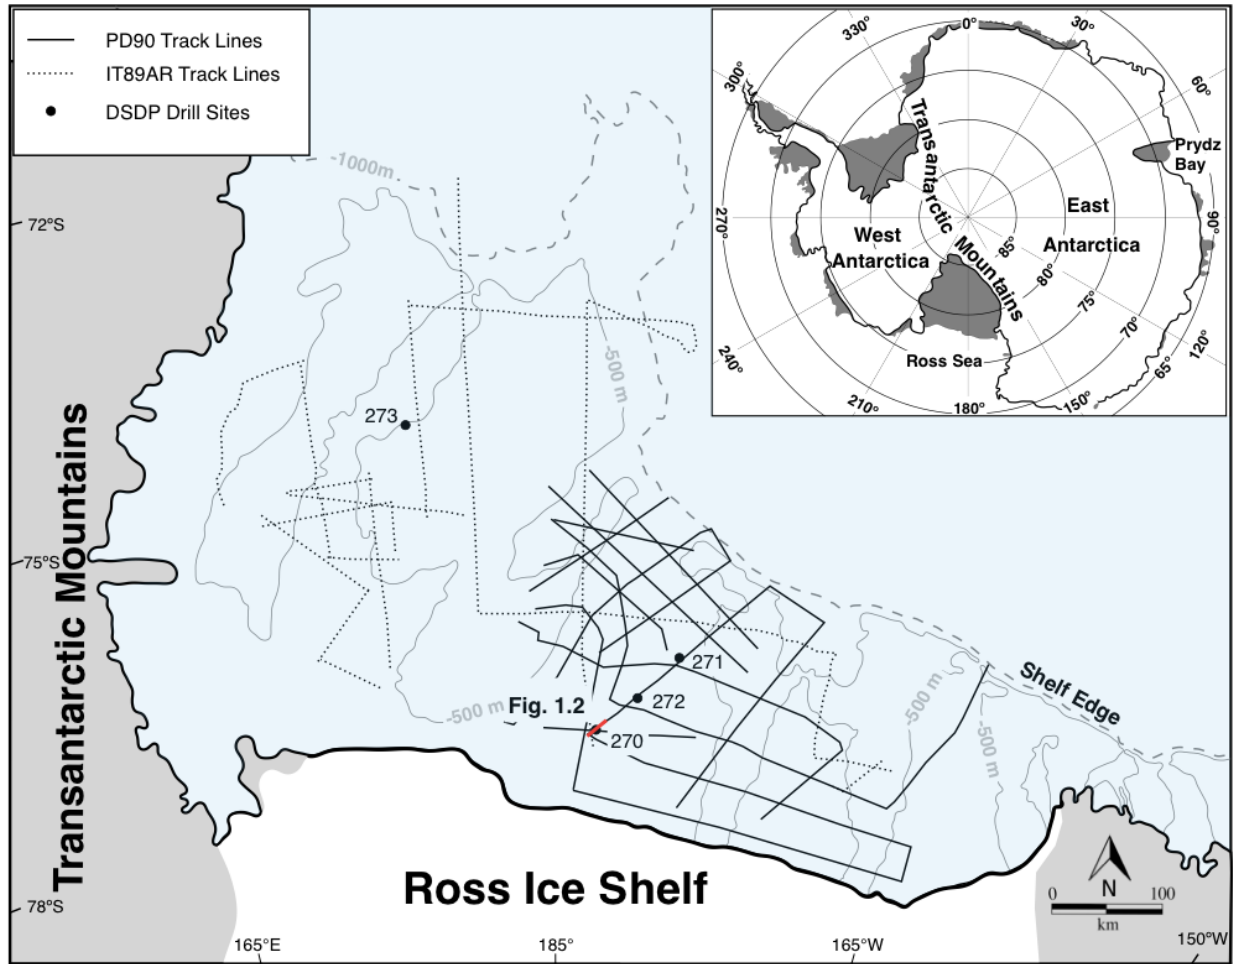 PD90 Track Lines
IT89AR Track Lines
DSDP Drill Sites
0°
30°
60°
90°
120°
150°
180°
210°
240°
270°
300°
330°
Transantarctic Mountains
Prydz
Bay
East
Antarctica
West
Antarctica
85°
80°
75°
70°
65°
Ross Sea
-1000m
72°S
-500 m
273
75°S
Transantarctic Mountains
271
272
Fig. 1.2
270
-500 m
-500 m
-500 m
Shelf Edge
Ross Ice Shelf
N
0 100
km
78°S
165°E
185°
165°W
150°W